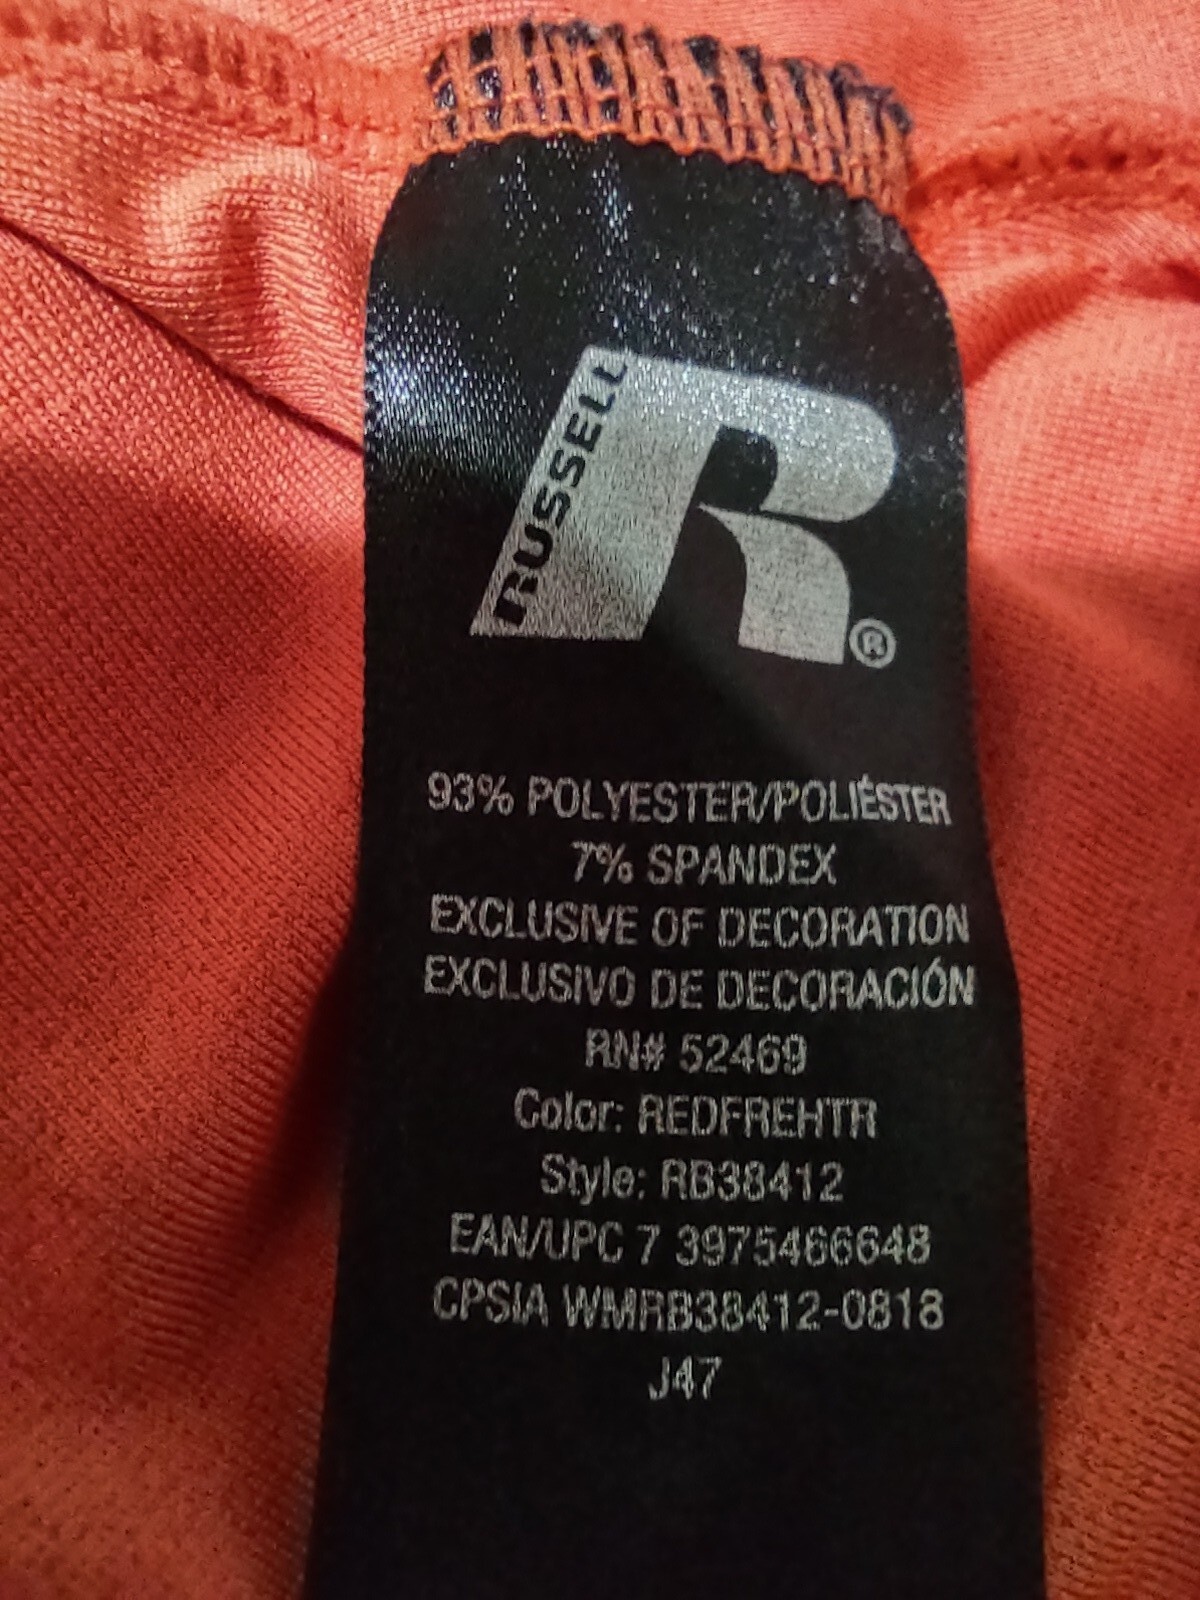 RUSSELL
R
®
93% POLYESTER/POLIÉSTER
7% SPANDEX
EXCLUSIVE OF DECORATION
EXCLUSIVO DE DECORACIÓN
RN# 52469
Color: REDFREHTR
Style: RB38412
EAN/UPC 7 3975466648
CPSIA WMRB38412-0818
J47